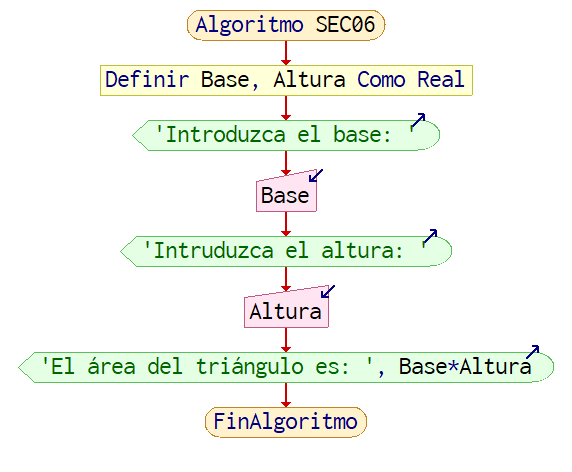 Algoritmo SEC06
Definir Base, Altura Como Real
'Introduzca el base: '
Base
'Intruduzca el altura: '
Altura
'El área del triángulo es: ', Base*Altura
FinAlgoritmo